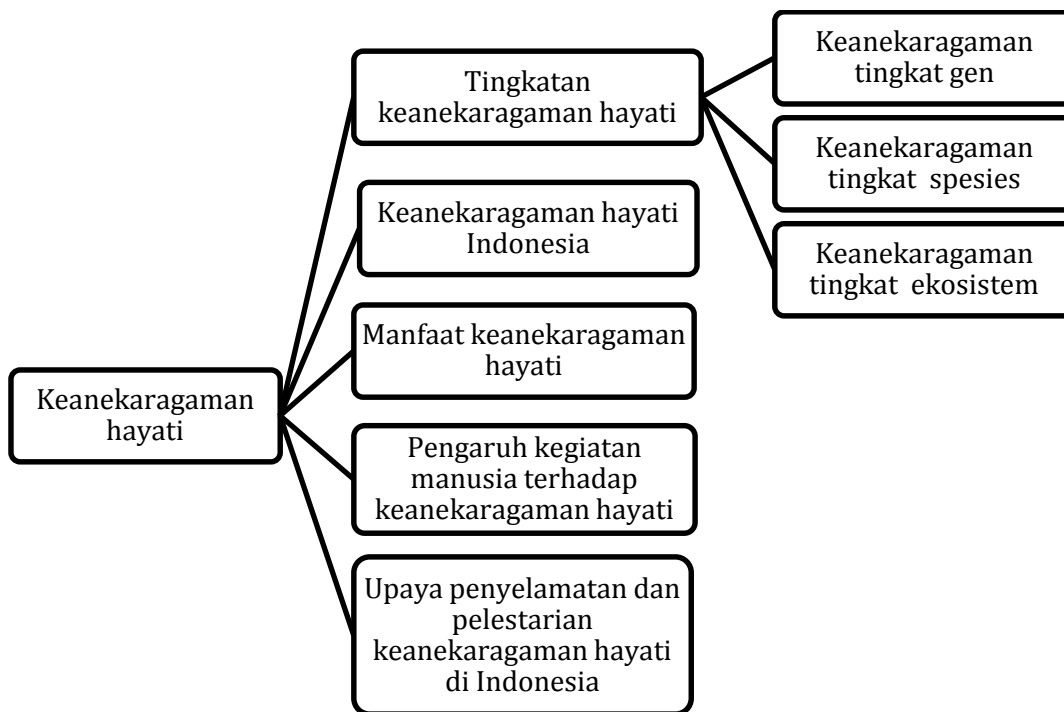 Keanekaragaman
hayati
Tingkatan
keanekaragaman hayati
Keanekaragaman
tingkat gen
Keanekaragaman
tingkat  spesies
Keanekaragaman
tingkat  ekosistem
Keanekaragaman hayati
Indonesia
Manfaat keanekaragaman
hayati
Pengaruh kegiatan
manusia terhadap
keanekaragaman hayati
Upaya penyelamatan dan
pelestarian
keanekaragaman hayati
di Indonesia